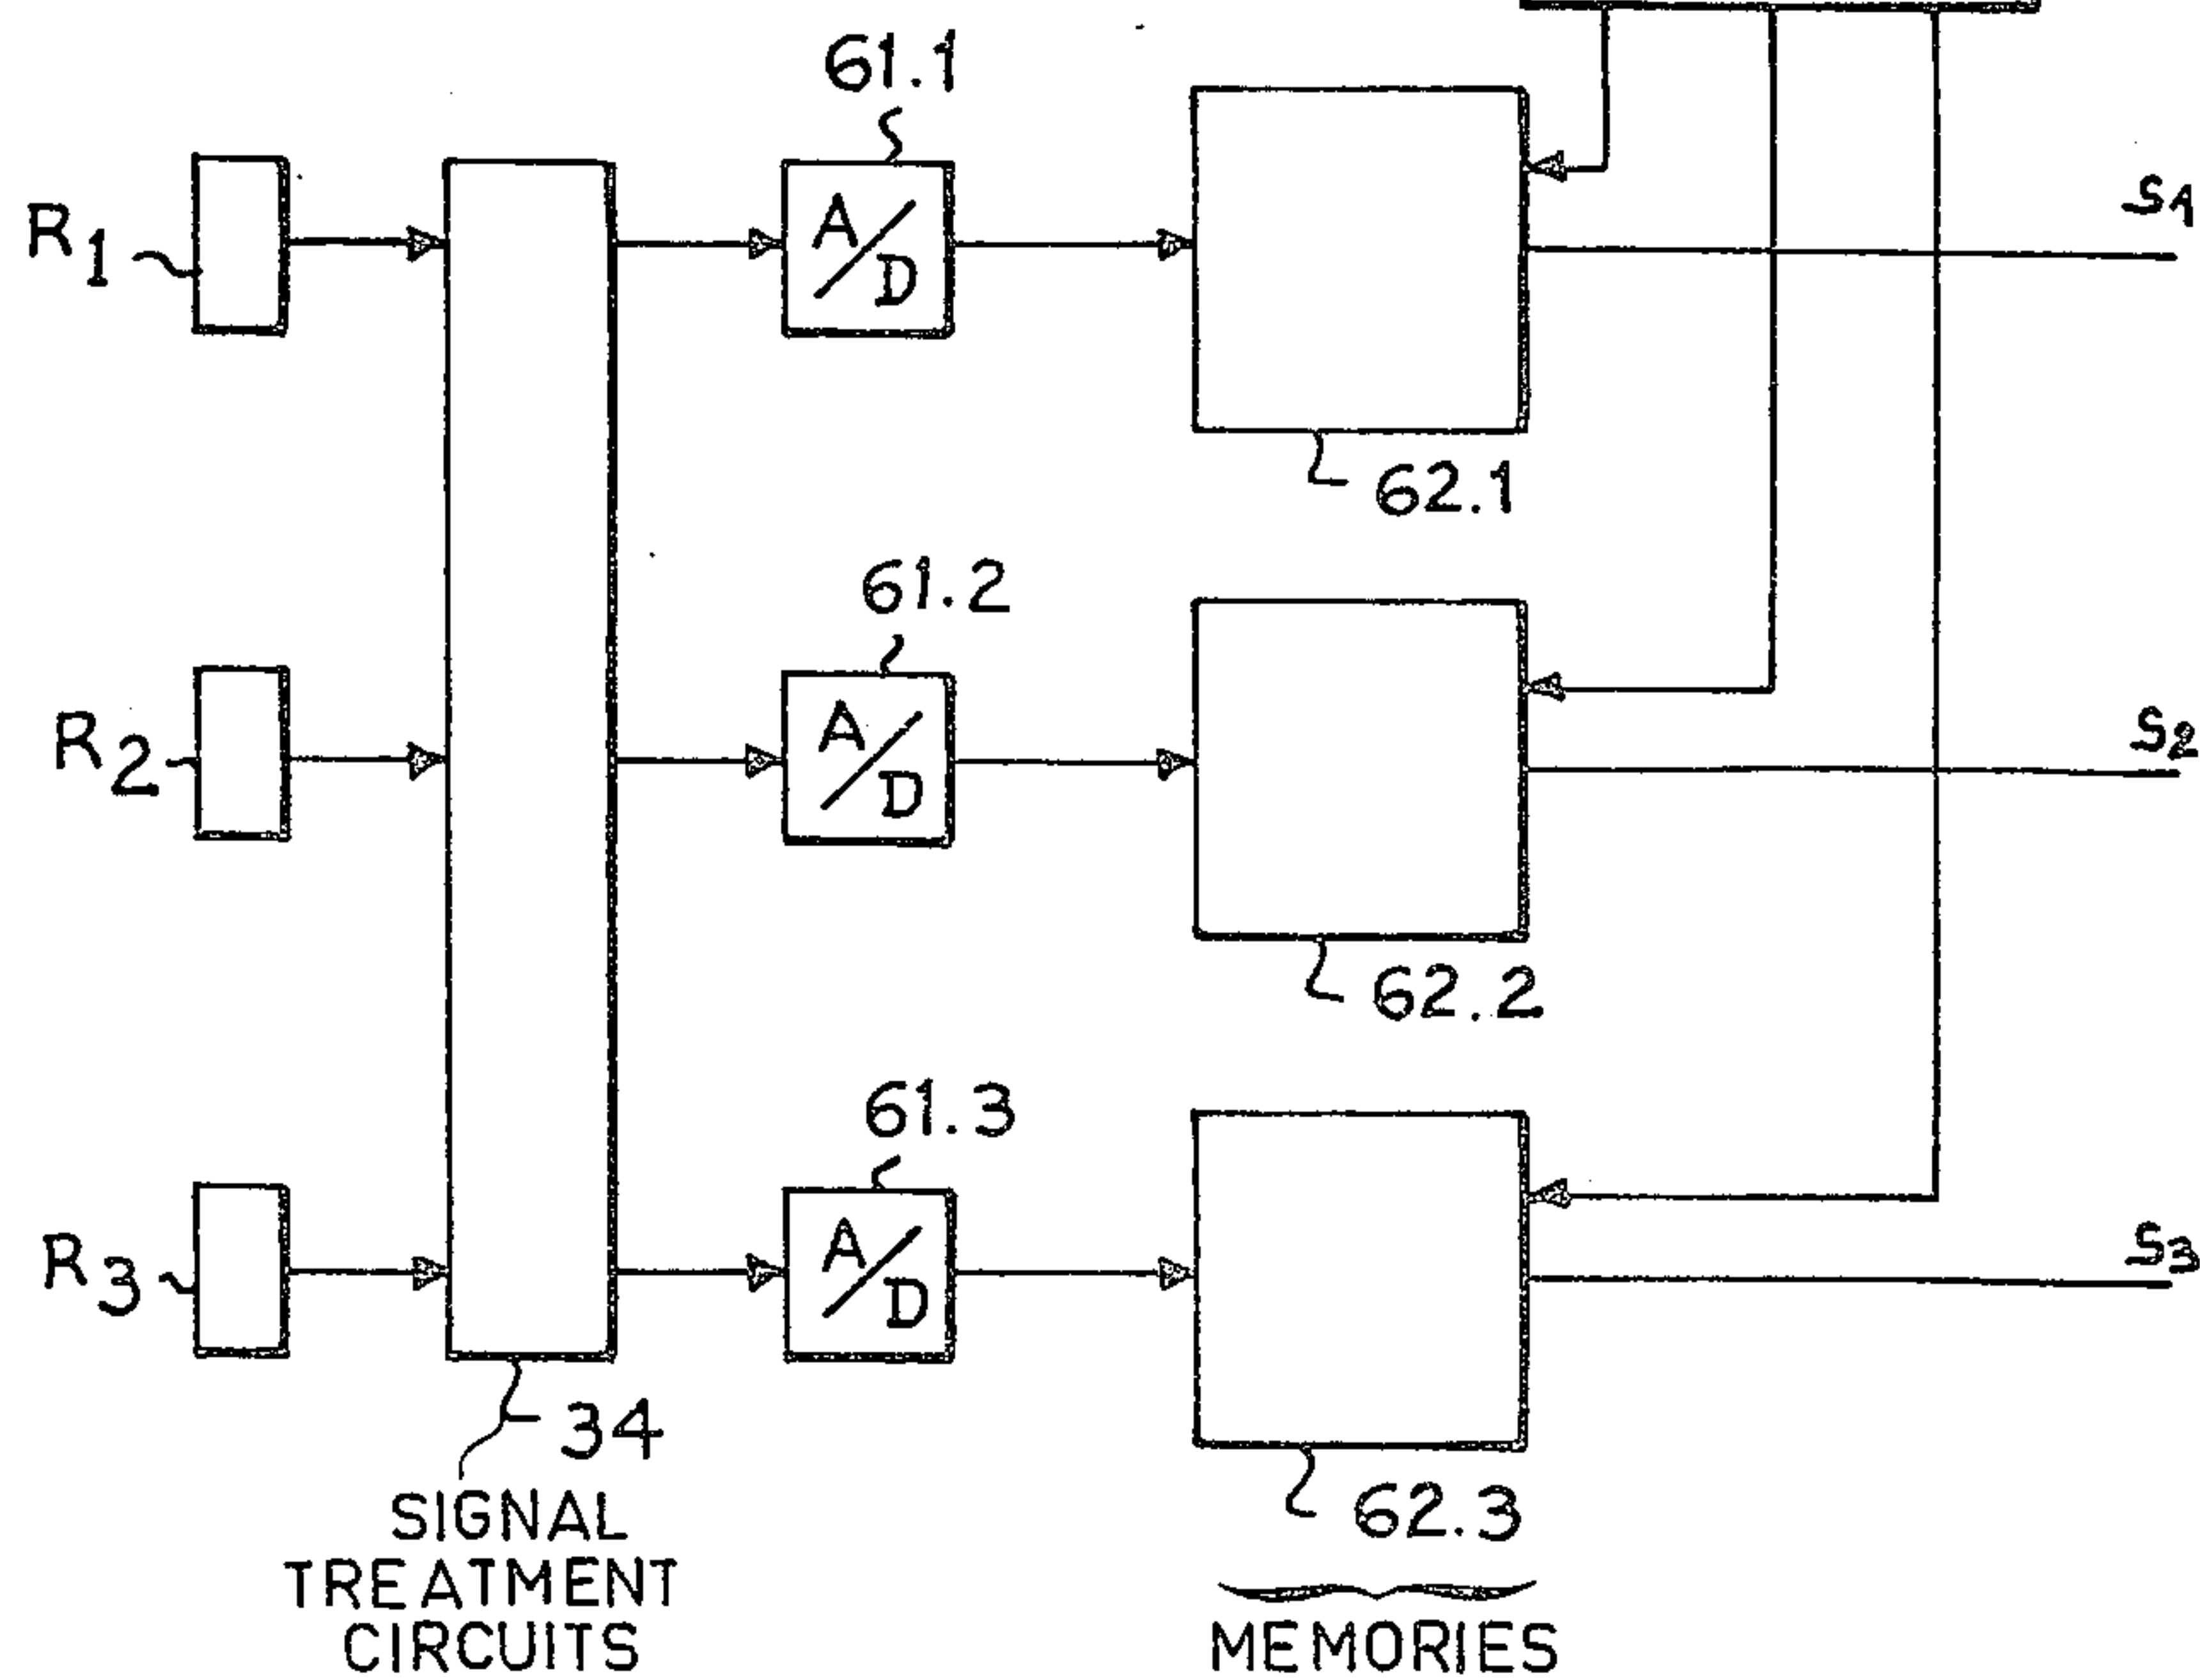 61.1
R1
A/D
S1
62.1
61.2
R2
A/D
S2
62.2
61.3
R3
A/D
S3
34
62.3
SIGNAL
TREATMENT
CIRCUITS
MEMORIES